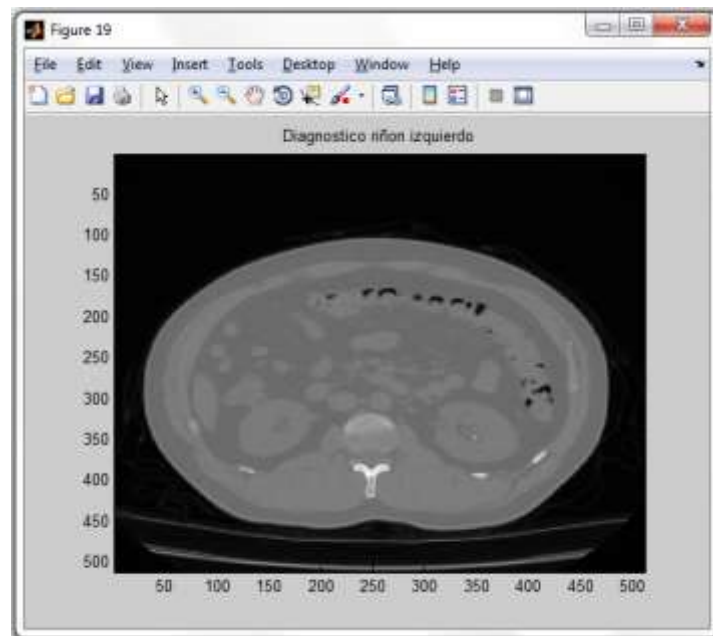 Figure 19
File Edit View Insert Tools Desktop Window Help
Diagnostico riñon izquierdo
50
100
150
200
250
300
350
400
450
500
50 100 150 200 250 300 350 400 450 500